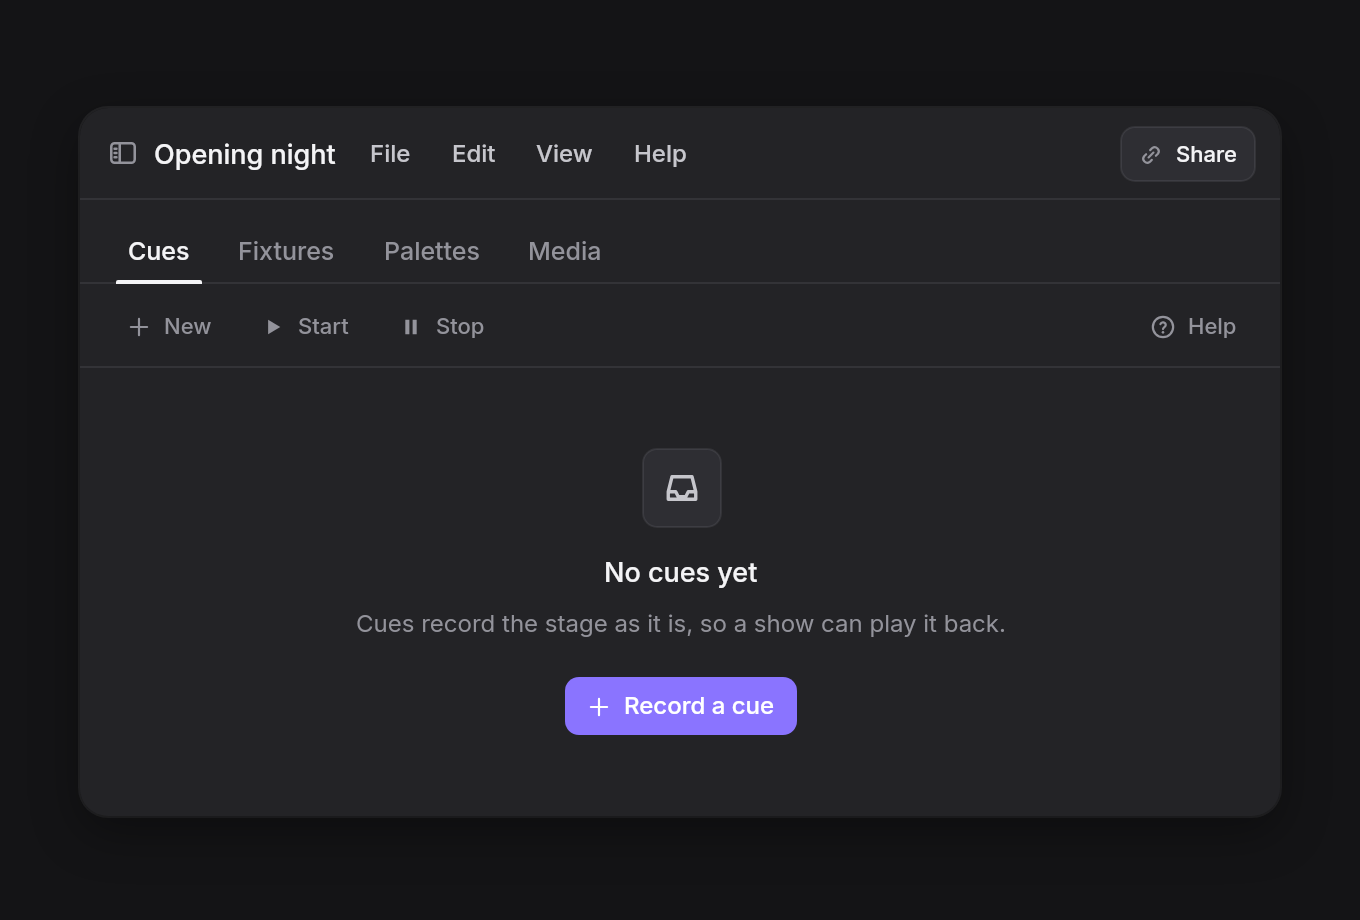 Opening night File Edit View Help Share
Cues Fixtures Palettes Media
New Start Stop Help
No cues yet
Cues record the stage as it is, so a show can play it back.
Record a cue